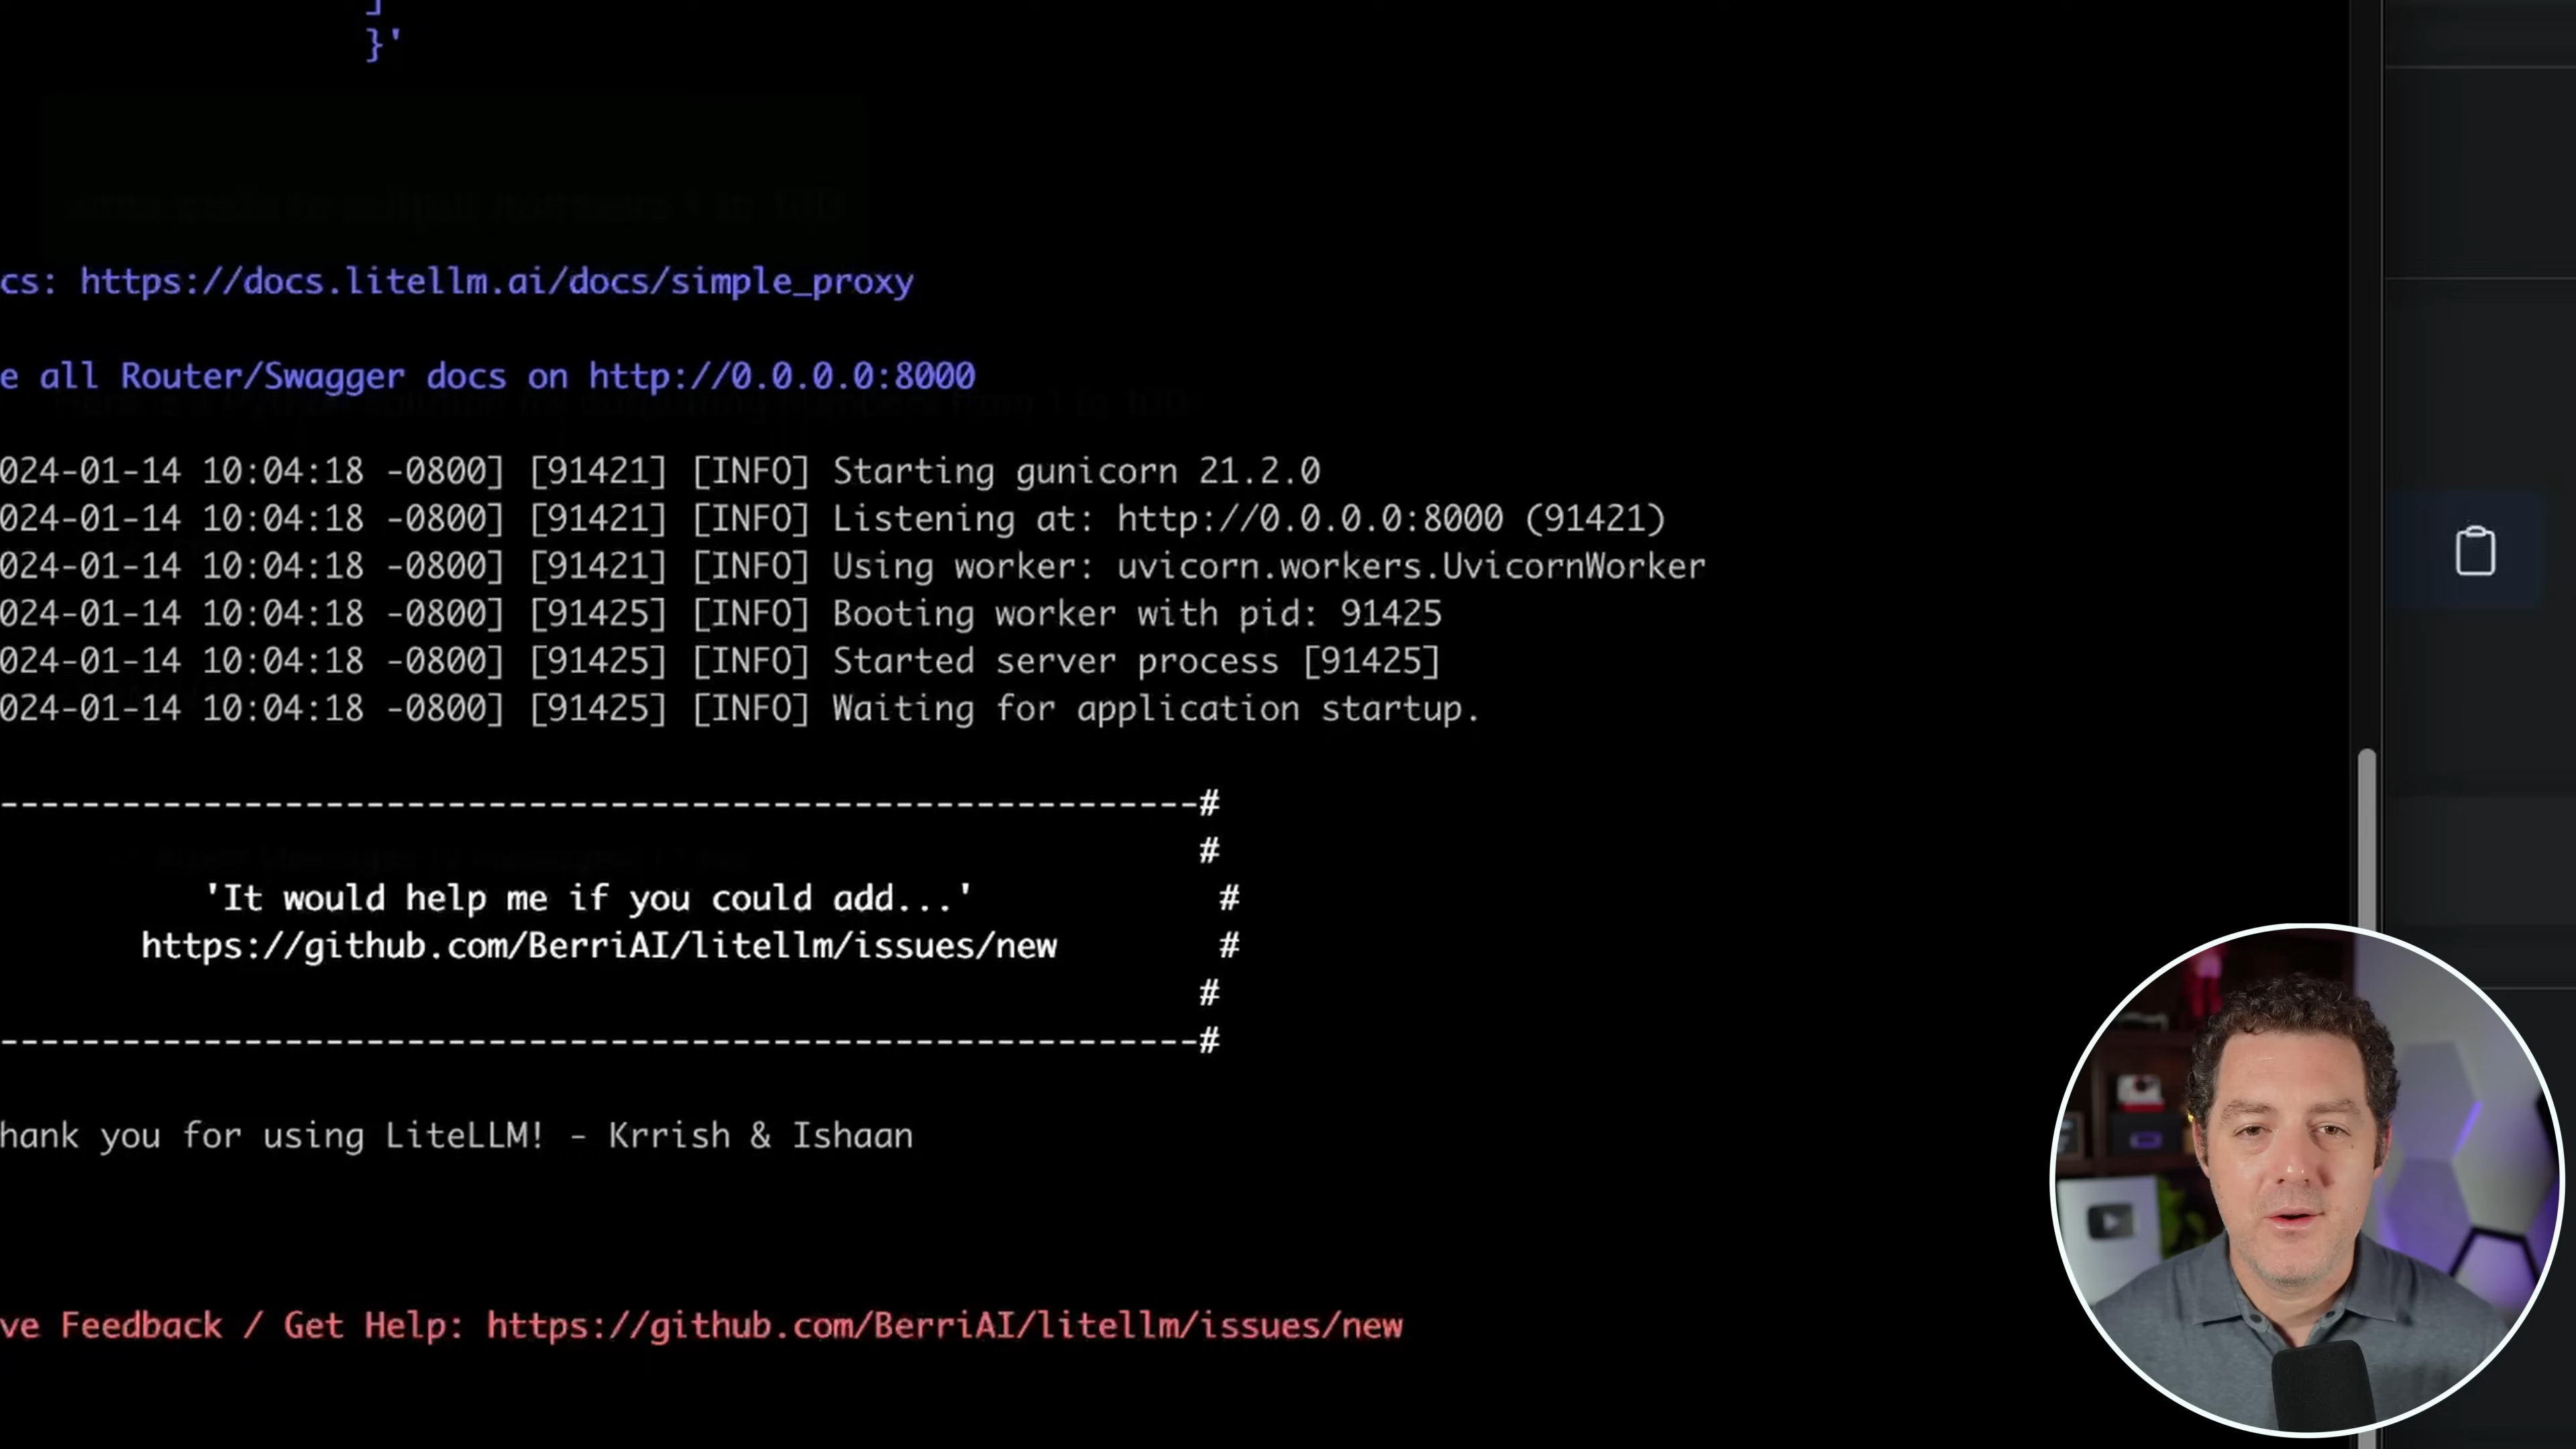 ]
}'
cs: https://docs.litellm.ai/docs/simple_proxy
e all Router/Swagger docs on http://0.0.0.0:8000
024-01-14 10:04:18 -0800] [91421] [INFO] Starting gunicorn 21.2.0
024-01-14 10:04:18 -0800] [91421] [INFO] Listening at: http://0.0.0.0:8000 (91421)
024-01-14 10:04:18 -0800] [91421] [INFO] Using worker: uvicorn.workers.UvicornWorker
024-01-14 10:04:18 -0800] [91425] [INFO] Booting worker with pid: 91425
024-01-14 10:04:18 -0800] [91425] [INFO] Started server process [91425]
024-01-14 10:04:18 -0800] [91425] [INFO] Waiting for application startup.
-----------------------------------------------------------#
#
'It would help me if you could add...' #
https://github.com/BerriAI/litellm/issues/new #
#
-----------------------------------------------------------#
hank you for using LiteLLM! - Krrish & Ishaan
ve Feedback / Get Help: https://github.com/BerriAI/litellm/issues/new